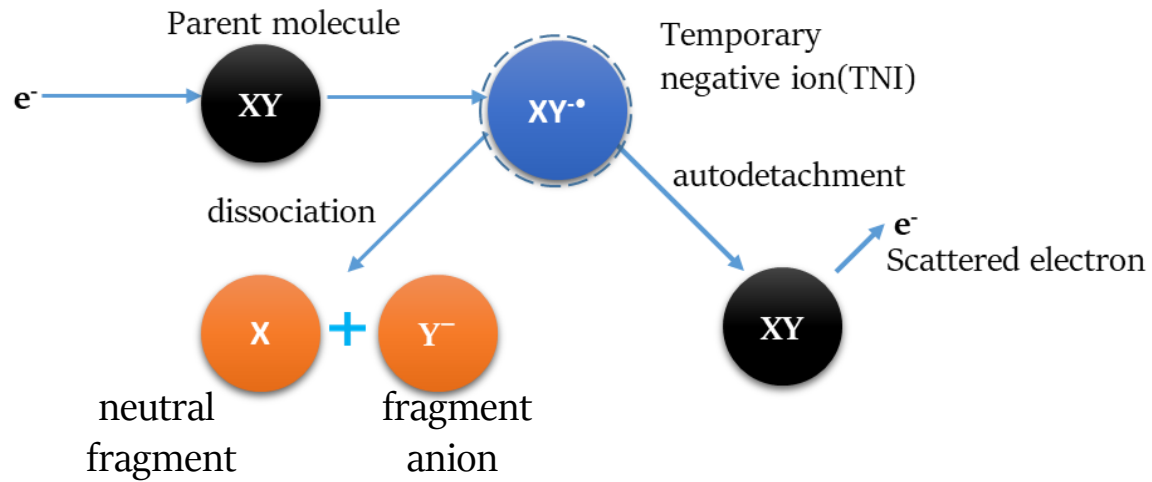 Parent molecule
Temporary
negative ion(TNI)
e⁻
XY
XY⁻•
autodetachment
dissociation
e⁻
Scattered electron
X
+
Y⁻
XY
neutral
fragment
fragment
anion